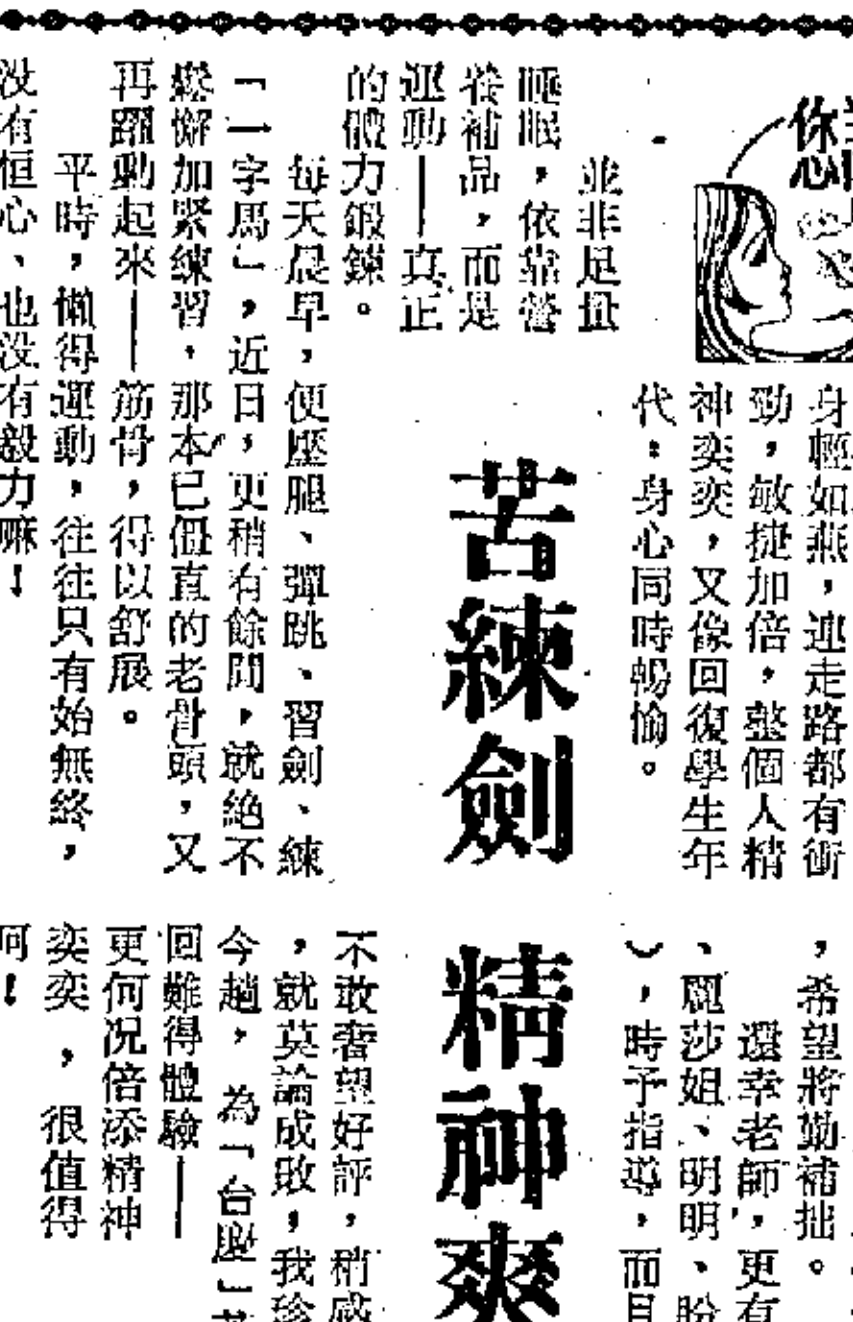 苦練劍 精神爽
並非足世
睡眠，依靠營
養補品，而是
運動——真正
的體力鍛鍊。
每天晨早，便壓腿、彈跳、習劍、練
「一字馬」，近日，更稍有餘閒，就絕不
鬆懈加緊練習，那本已僵直的老骨頭，又
再躍動起來——筋骨，得以舒展。
平時，懶得運動，往往只有始無終，
没有恒心、也没有毅力嘛！
身輕如燕，連走路都有衝
勁，敏捷加倍，整個人精
神奕奕，又像回復學生年
代：身心同時暢愉。
，希望將勤補拙。
還幸老師，更有
、麗莎姐、明明、盼
），時予指導，而且
不敢奢望好評，稍感
，就莫論成敗，我珍
今趟，為「台慶」
回難得體驗——
更何况倍添精神
奕奕，很值得
呵！